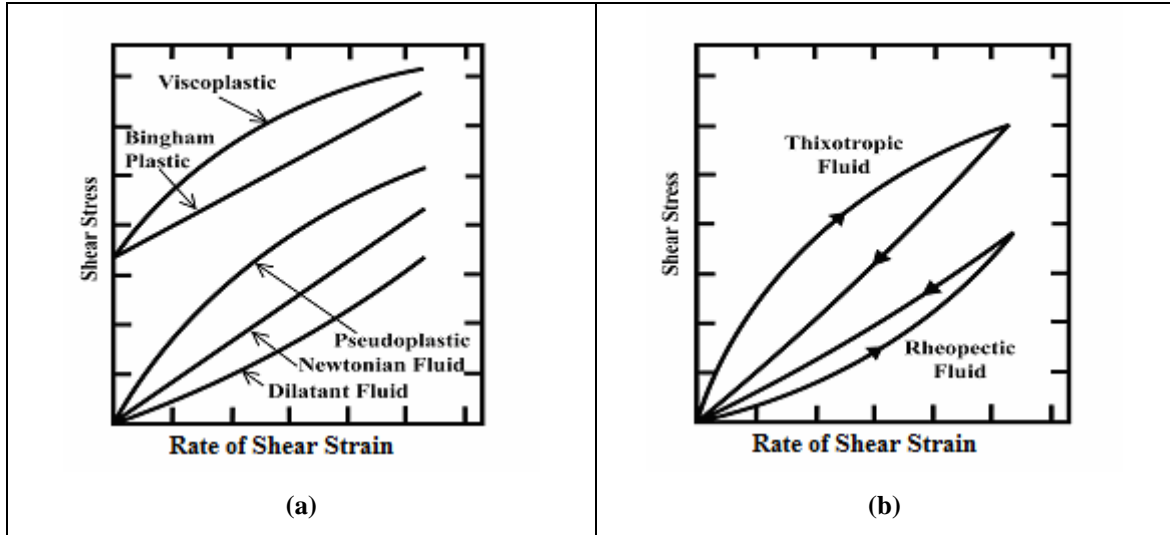 Viscoplastic
Bingham
Plastic
Shear Stress
Pseudoplastic
Newtonian Fluid
Dilatant Fluid
Rate of Shear Strain
(a)
Thixotropic
Fluid
Shear Stress
Rheopectic
Fluid
Rate of Shear Strain
(b)